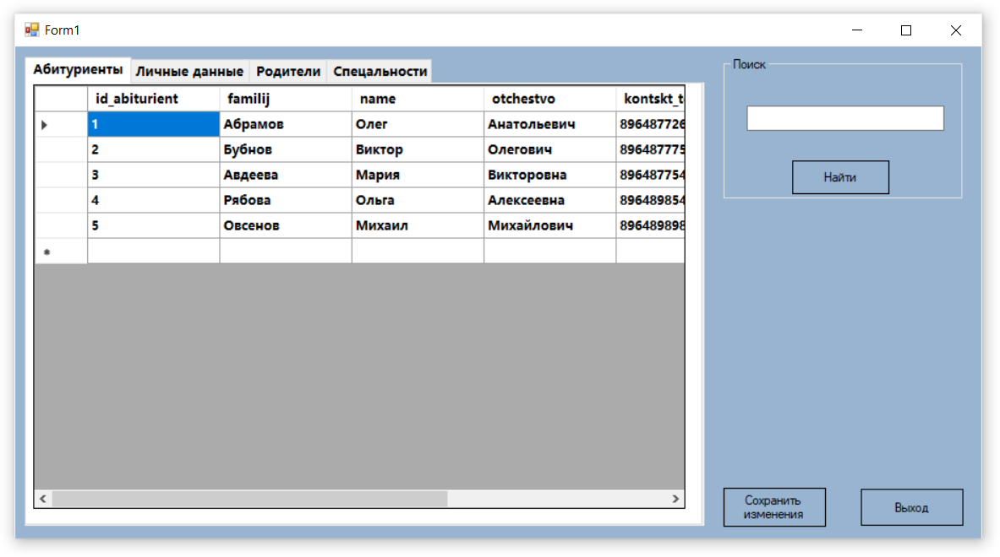 Form1
Абитуриенты Личные данные Родители Спецальности
id_abiturient familij name otchestvo kontskt_t
1 Абрамов Олег Анатольевич 896487726
2 Бубнов Виктор Олегович 896487775
3 Авдеева Мария Викторовна 896487754
4 Рябова Ольга Алексеевна 896489854
5 Овсенов Михаил Михайлович 896489898
Поиск
Найти
Сохранить
изменения
Выход